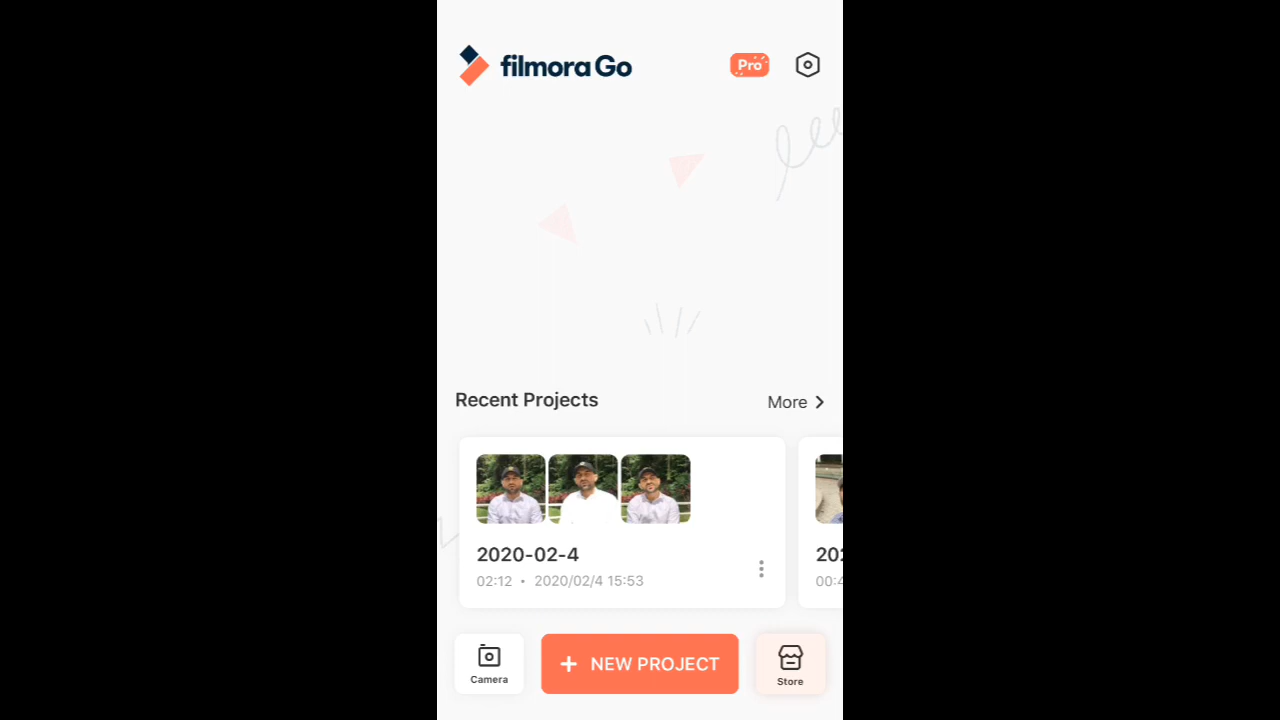 filmora Go
Pro
Recent Projects
More
2020-02-4
02:12 • 2020/02/4 15:53
Camera
+ NEW PROJECT
Store